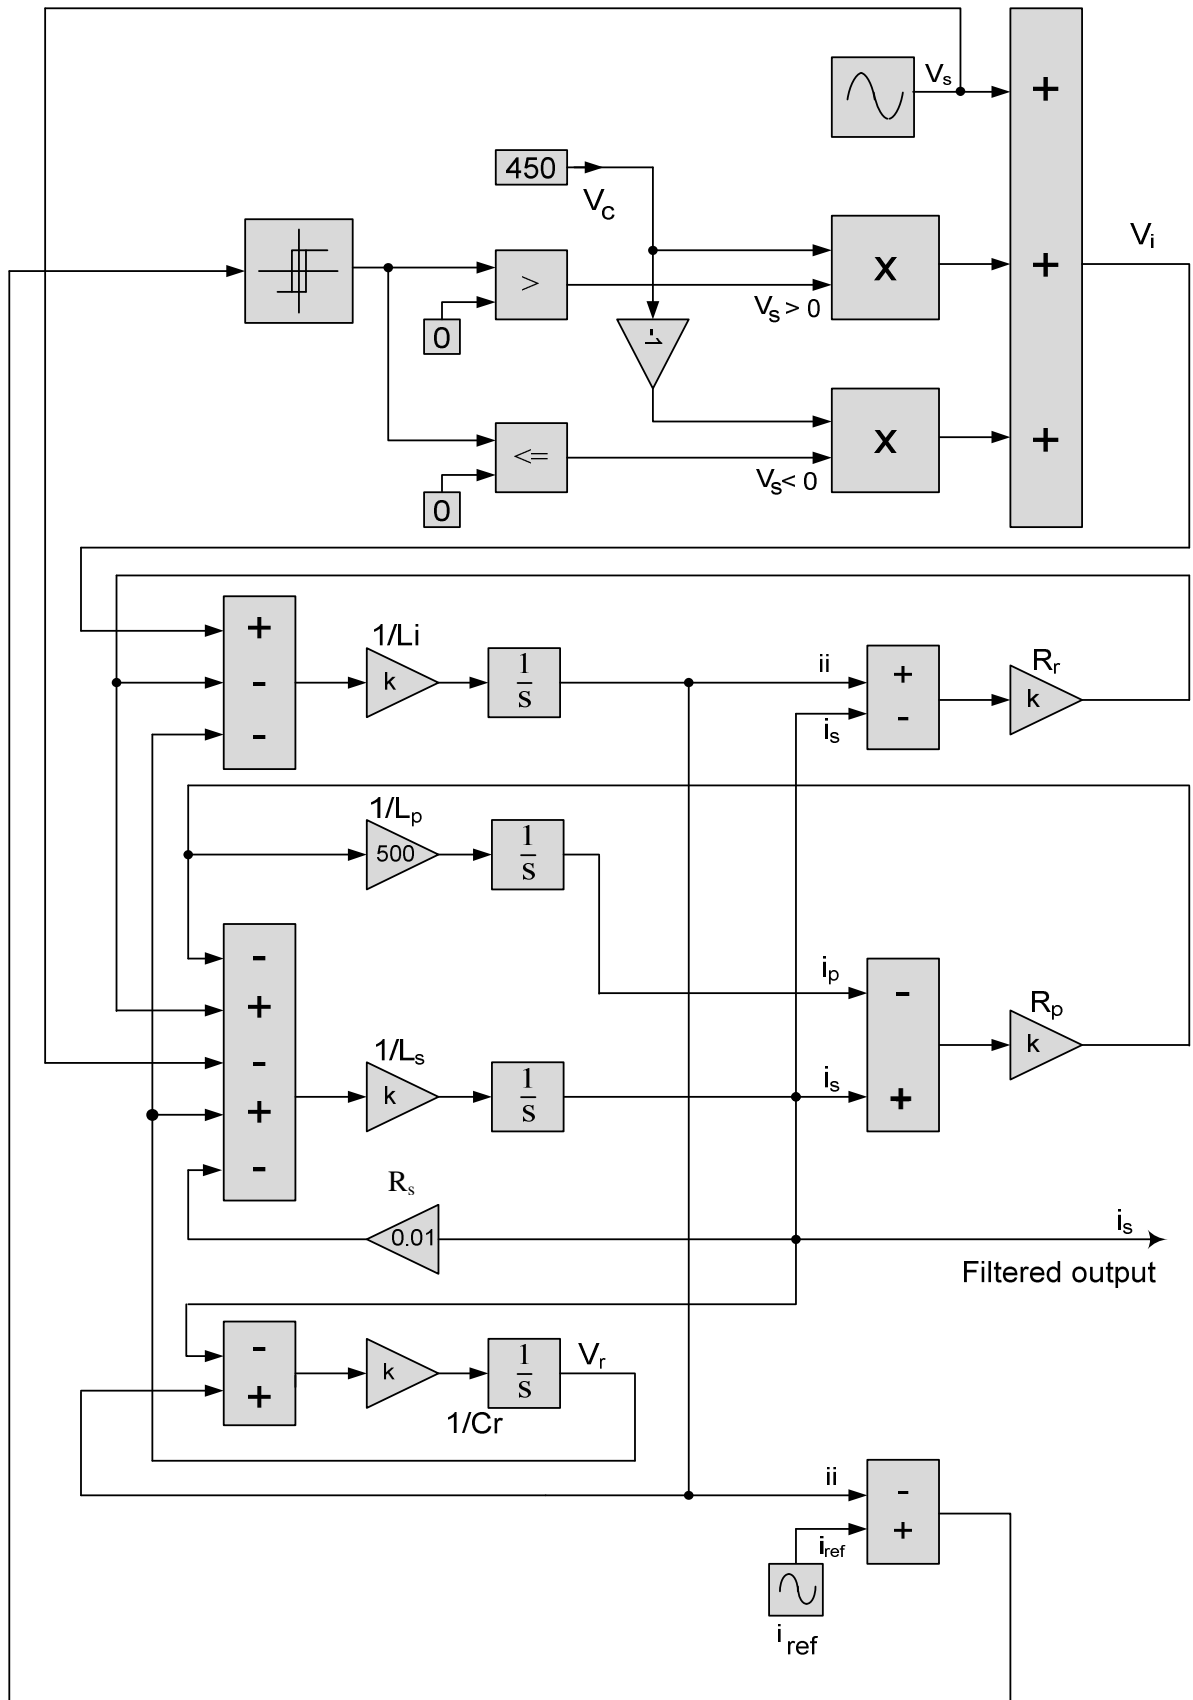 +
Vs
450
Vc
x
+
Vi
>
Vs > 0
0
-1
x
+
<=
Vs < 0
0
+
1/Li
-
k
1/s
ii
+
Rr
k
-
is
-
1/Lp
500
1/s
-
ip
-
+
Rp
k
1/Ls
-
k
1/s
is
+
+
-
Rs
0.01
is
Filtered output
-
k
1/s
Vr
+
1/Cr
ii
-
iref
+
iref